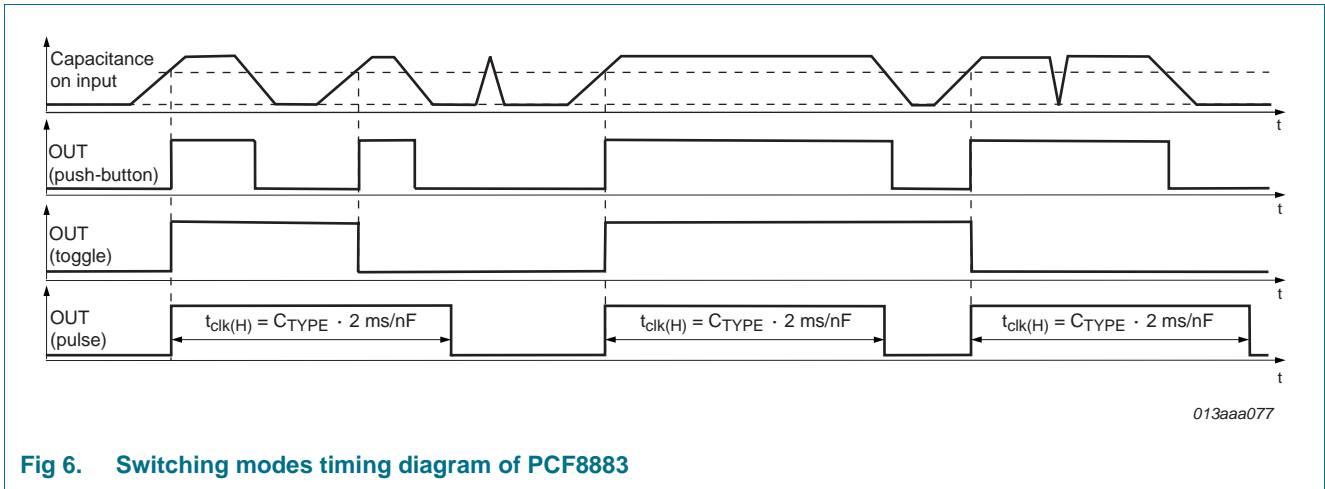 Capacitance
on input
t
OUT
(push-button)
t
OUT
(toggle)
t
OUT
(pulse)
t_clk(H) = C_TYPE · 2 ms/nF
t_clk(H) = C_TYPE · 2 ms/nF
t_clk(H) = C_TYPE · 2 ms/nF
t
013aaa077
Fig 6. Switching modes timing diagram of PCF8883